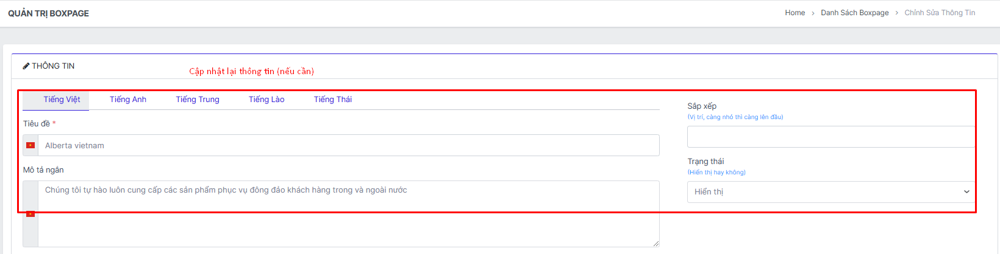 QUẢN TRỊ BOXPAGE
Home > Danh Sách Boxpage > Chỉnh Sửa Thông Tin
THÔNG TIN
Cập nhật lại thông tin (nếu cần)
Tiếng Việt Tiếng Anh Tiếng Trung Tiếng Lào Tiếng Thái
Tiêu đề *
Alberta vietnam
Mô tả ngắn
Chúng tôi tự hào luôn cung cấp các sản phẩm phục vụ đông đảo khách hàng trong và ngoài nước
Sắp xếp
(Vị trí, càng nhỏ thì càng lên đầu)
Trạng thái
(Hiển thị hay không)
Hiển thị